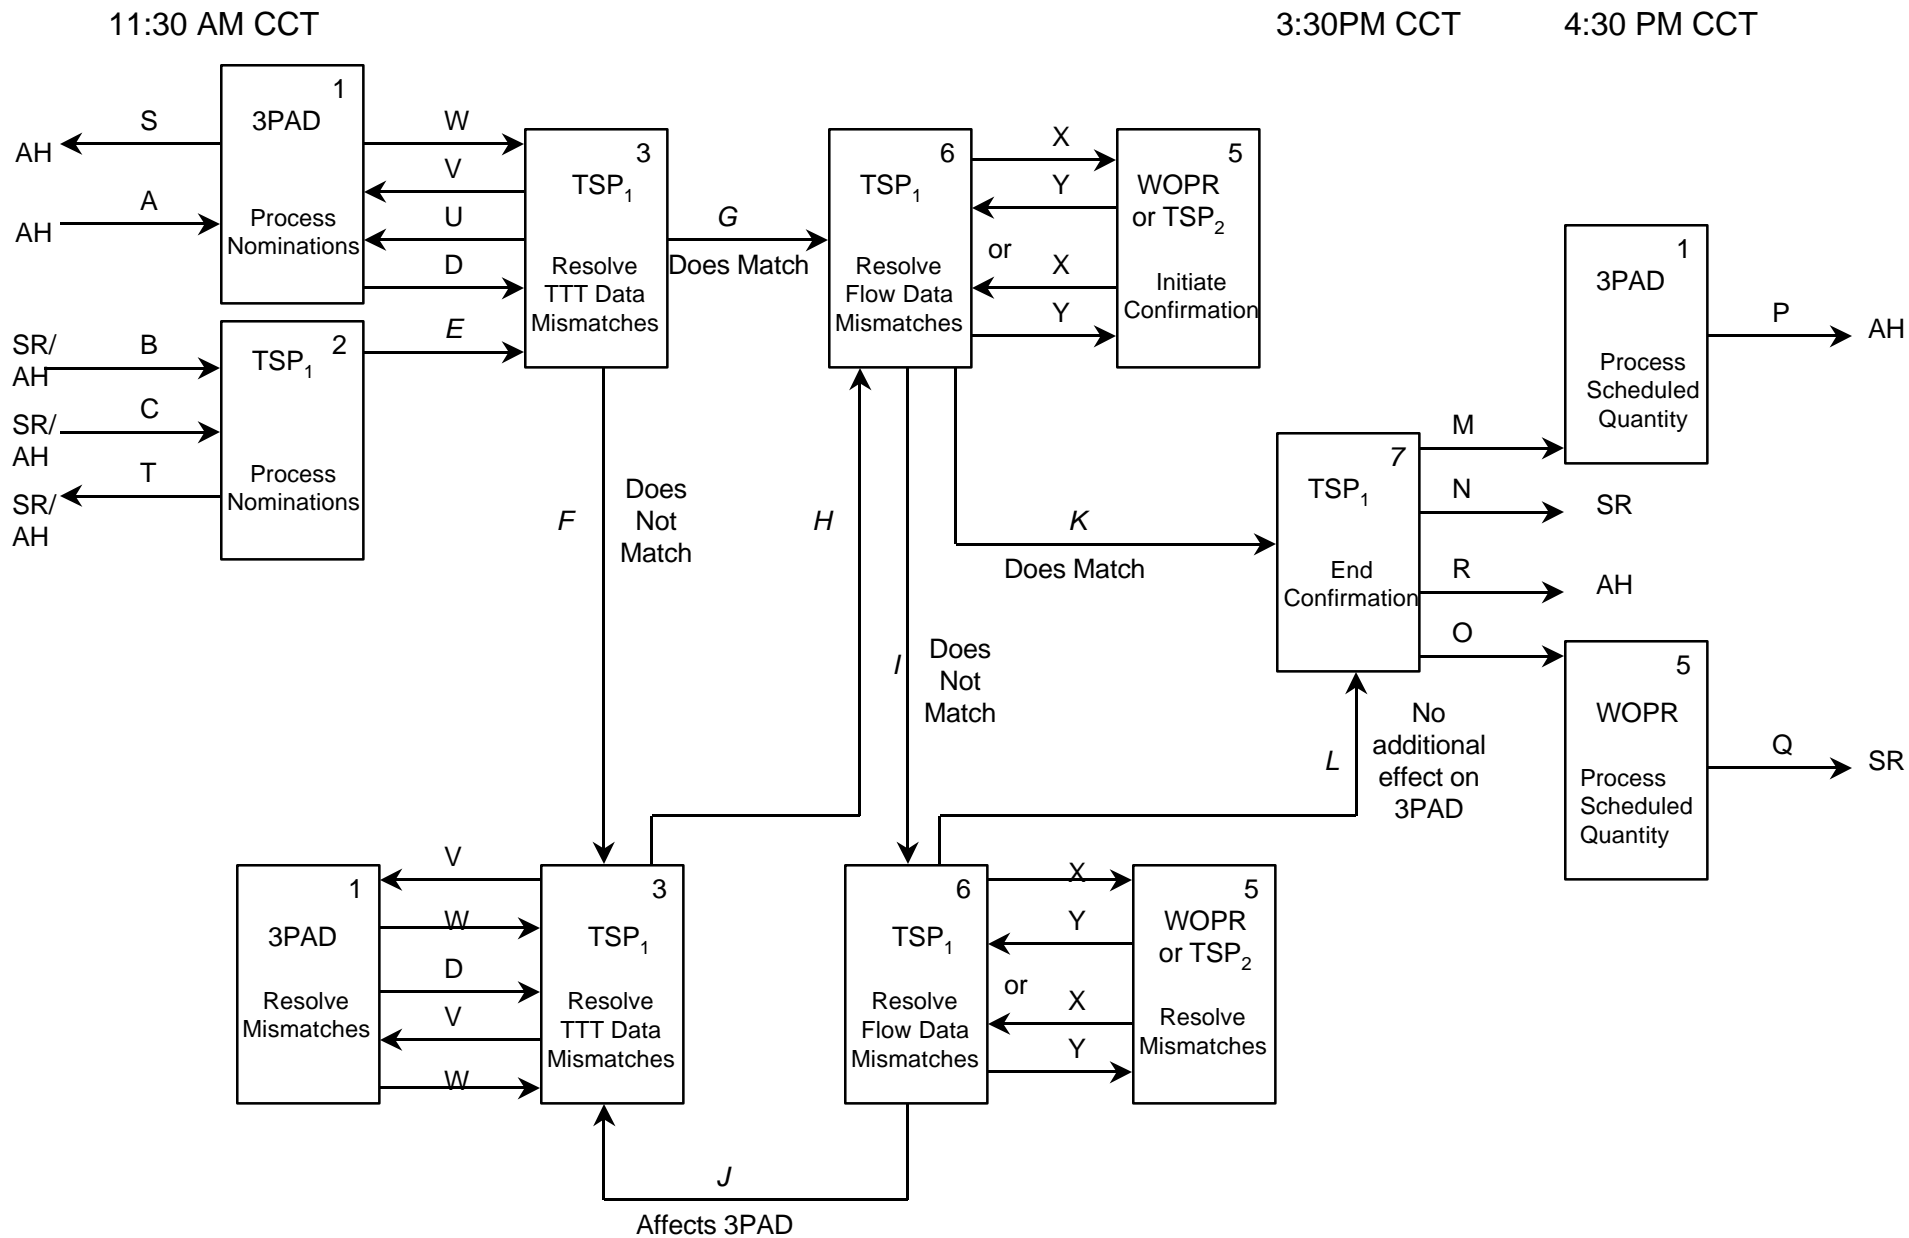 11:30 AM CCT
3:30PM CCT
4:30 PM CCT
AH
S
AH
A
1
3PAD
Process
Nominations
W
V
U
D
SR/
AH
B
SR/
AH
C
SR/
AH
T
2
TSP1
Process
Nominations
E
3
TSP1
Resolve
TTT Data
Mismatches
G
Does Match
6
TSP1
Resolve
Flow Data
Mismatches
X
Y
or
X
Y
5
WOPR
or TSP2
Initiate
Confirmation
F
Does
Not
Match
H
I
Does
Not
Match
K
Does Match
7
TSP1
End
Confirmation
M
N
SR
R
AH
O
1
3PAD
Process
Scheduled
Quantity
P
AH
5
WOPR
Process
Scheduled
Quantity
Q
SR
L
No
additional
effect on
3PAD
1
3PAD
Resolve
Mismatches
V
W
D
V
W
3
TSP1
Resolve
TTT Data
Mismatches
6
TSP1
Resolve
Flow Data
Mismatches
X
Y
or
X
Y
5
WOPR
or TSP2
Resolve
Mismatches
J
Affects 3PAD